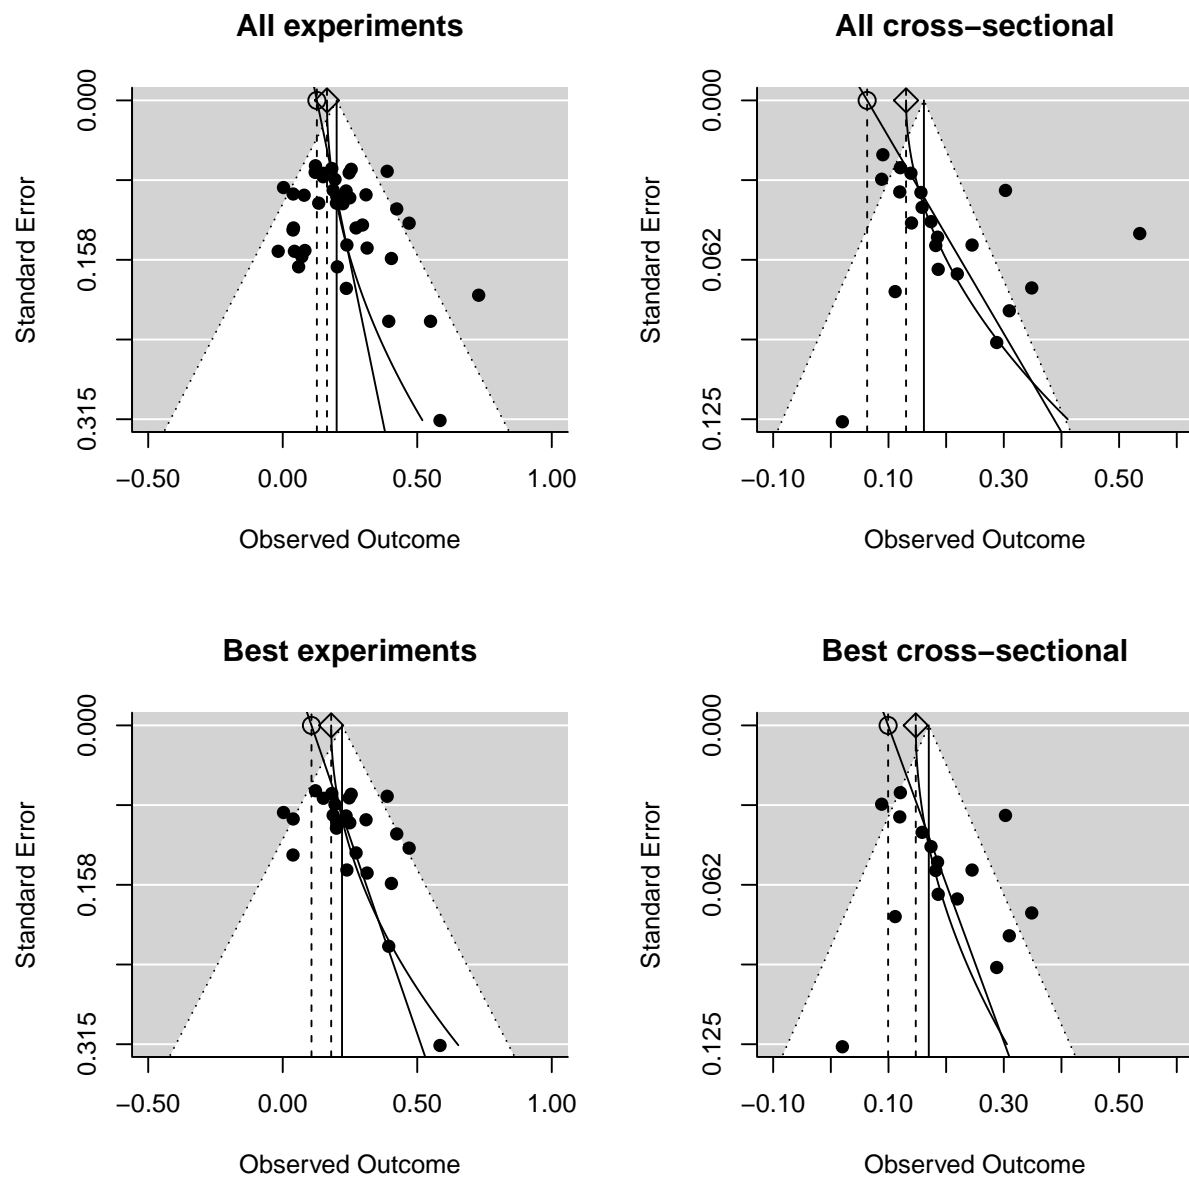 All experiments
0.000
0.158
0.315
Standard Error
−0.50 0.00 0.50 1.00
Observed Outcome
All cross−sectional
0.000
0.062
0.125
Standard Error
−0.10 0.10 0.30 0.50
Observed Outcome
Best experiments
0.000
0.158
0.315
Standard Error
−0.50 0.00 0.50 1.00
Observed Outcome
Best cross−sectional
0.000
0.062
0.125
Standard Error
−0.10 0.10 0.30 0.50
Observed Outcome